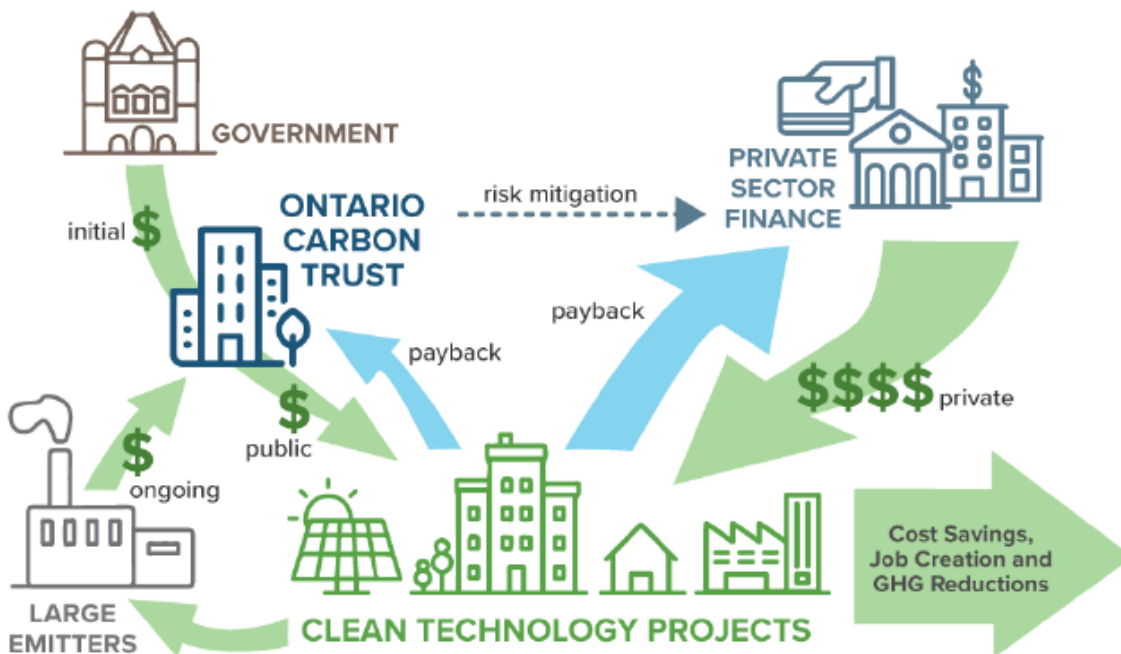 GOVERNMENT
initial $
ONTARIO
CARBON
TRUST
risk mitigation
$
PRIVATE
SECTOR
FINANCE
payback
payback
$$$$ private
$
public
$
ongoing
LARGE
EMITTERS
CLEAN TECHNOLOGY PROJECTS
Cost Savings,
Job Creation and
GHG Reductions